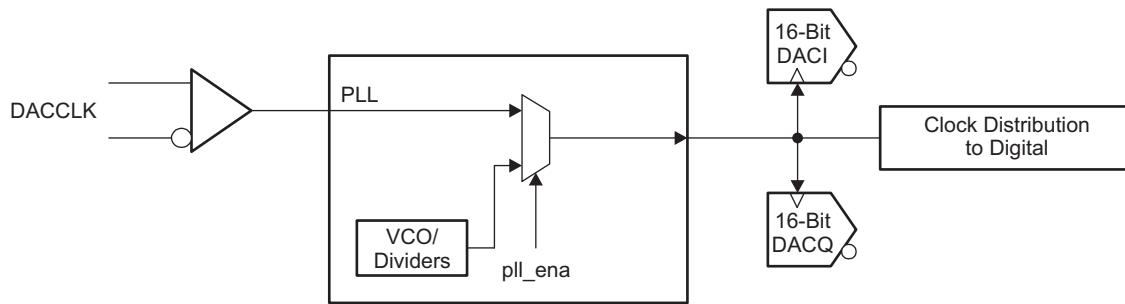 DACCLK
PLL
VCO/
Dividers
pll_ena
16-Bit
DACI
Clock Distribution
to Digital
16-Bit
DACQ